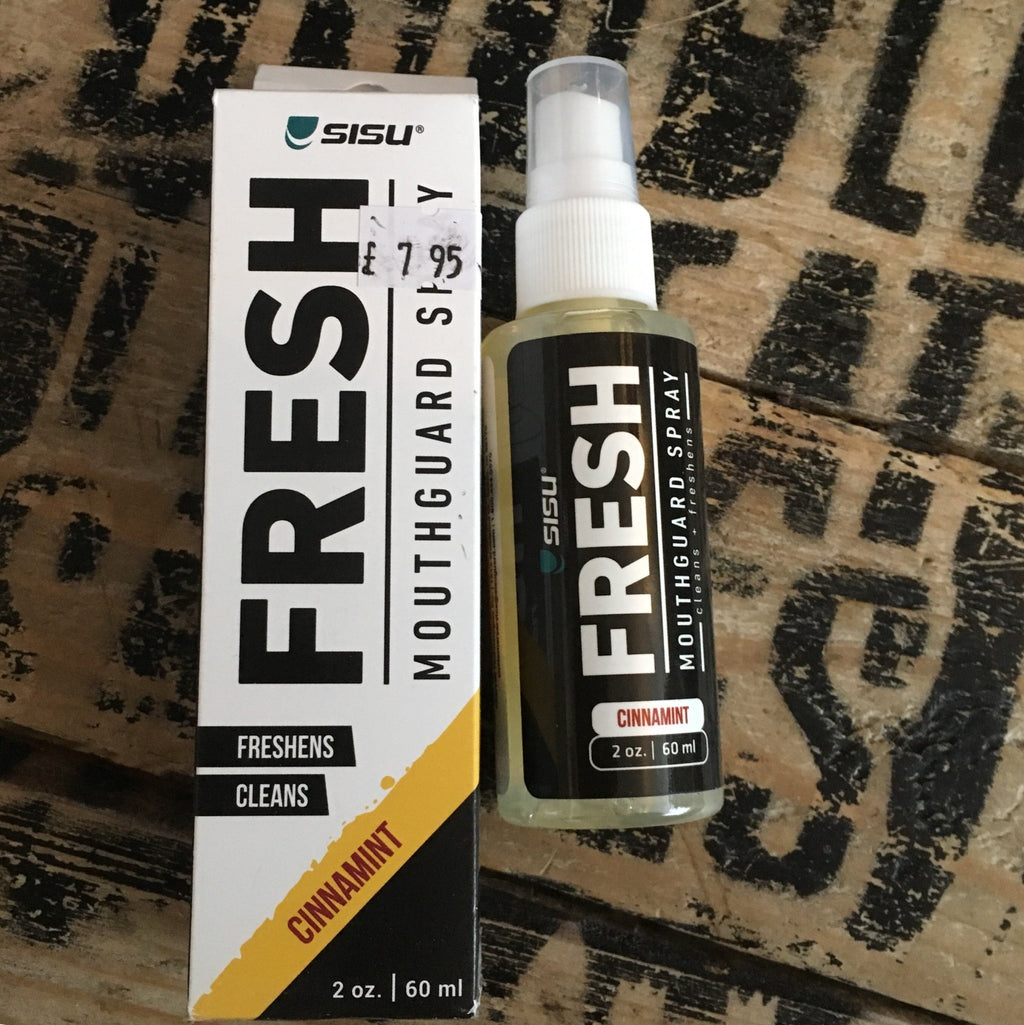 SISU®
FRESH
MOUTHGUARD SPRAY
£ 7 95
FRESHENS
CLEANS
CINNAMINT
2 oz. | 60 ml
SISU®
FRESH
MOUTHGUARD SPRAY
cleans + freshens
CINNAMINT
2 oz. | 60 ml